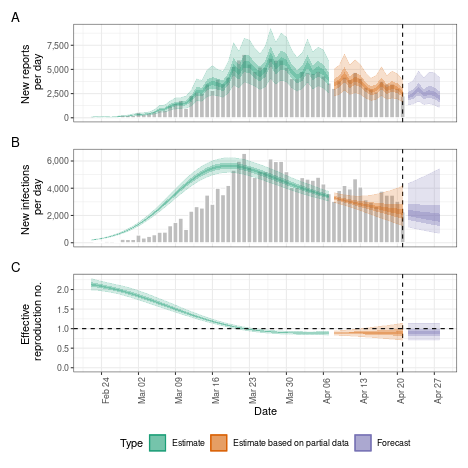 A
New reports
per day
7,500
5,000
2,500
0
B
New infections
per day
6,000
4,000
2,000
0
C
Effective
reproduction no.
2.0
1.5
1.0
0.5
0.0
Feb 24
Mar 02
Mar 09
Mar 16
Mar 23
Mar 30
Apr 06
Apr 13
Apr 20
Apr 27
Date
Type Estimate Estimate based on partial data Forecast